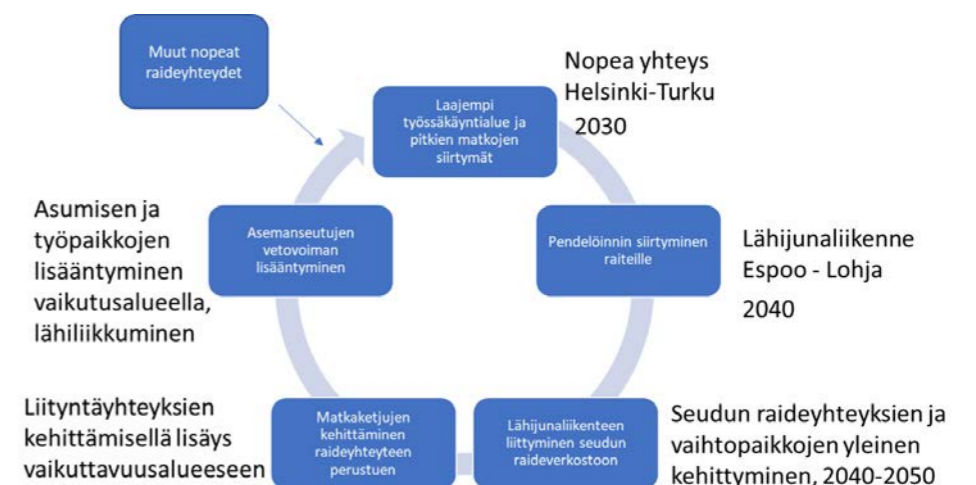 Muut nopeat
raideyhteydet
Laajempi
työssäkäyntialue ja
pitkien matkojen
siirtymät
Nopea yhteys
Helsinki-Turku
2030
Pendelöinnin siirtyminen
raiteille
Lähijunaliikenne
Espoo - Lohja
2040
Lähijunaliikenteen
liittyminen seudun
raideverkostoon
Seudun raideyhteyksien ja
vaihtopaikkojen yleinen
kehittyminen, 2040-2050
Matkaketjujen
kehittäminen
raideyhteyteen
perustuen
Liityntäyhteyksien
kehittämisellä lisäys
vaikuttavuusalueeseen
Asemanseutujen
vetovoiman
lisääntyminen
Asumisen ja
työpaikkojen
lisääntyminen
vaikutusalueella,
lähiliikkuminen